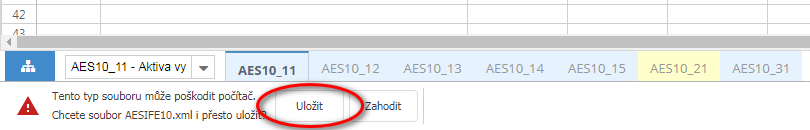 42
43
AES10_11 - Aktiva vy
AES10_11 AES10_12 AES10_13 AES10_14 AES10_15 AES10_21 AES10_31
Tento typ souboru může poškodit počítač.
Chcete soubor AESIFE10.xml i přesto uložit?
Uložit Zahodit